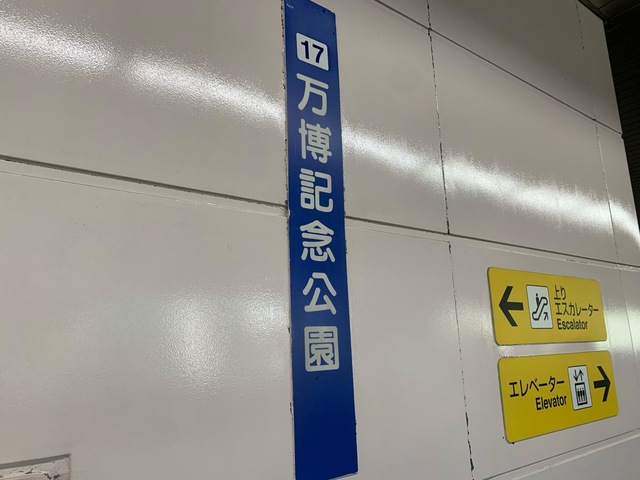 17
万博記念公園
上り
エスカレーター
Escalator
エレベーター
Elevator